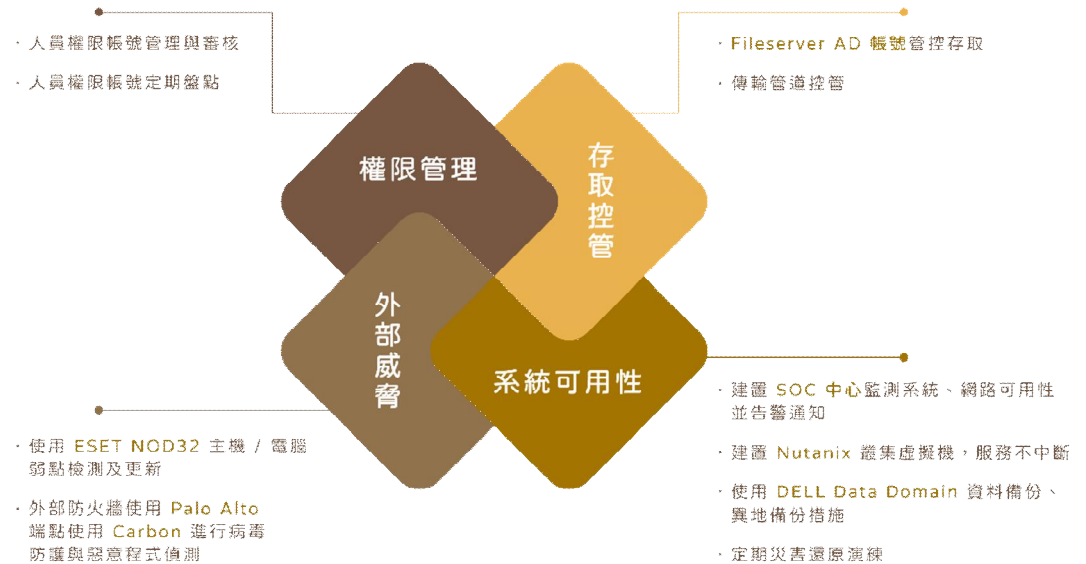 · 人員權限帳號管理與審核
· 人員權限帳號定期盤點
· Fileserver AD 帳號管控存取
· 傳輸管道控管
權限管理
存取控管
外部威脅
系統可用性
· 使用 ESET NOD32 主機 / 電腦
弱點檢測及更新
· 外部防火牆使用 Palo Alto
端點使用 Carbon 進行病毒
防護與惡意程式偵測
· 建置 SOC 中心監測系統、網路可用性
並告警通知
· 建置 Nutanix 叢集虛擬機，服務不中斷
· 使用 DELL Data Domain 資料備份、
異地備份措施
· 定期災害還原演練